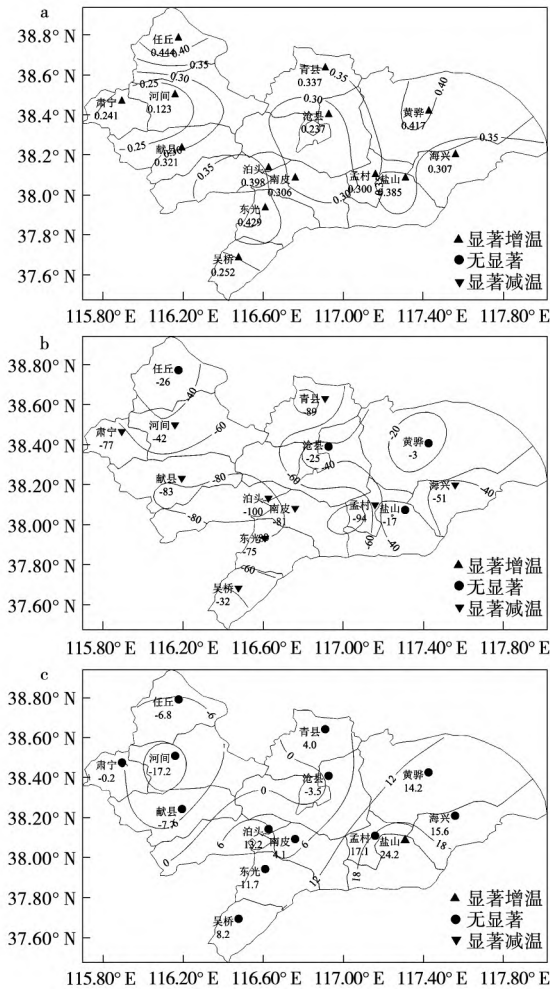 a
38.8° N
38.6° N
38.4° N
38.2° N
38.0° N
37.8° N
37.6° N
任丘
0.444
0.40
0.35
0.30
0.25
肃宁
0.241
河间
0.123
0.25
献县
0.321
0.35
青县
0.337
0.35
0.30
沧县
0.237
黄骅
0.417
0.40
海兴
0.307
0.35
泊头
0.398
南皮
0.306
0.30
孟村
0.300
盐山
0.385
东光
0.429
吴桥
0.252
▲显著增温
●无显著
▼显著减温
115.80° E 116.20° E 116.60° E 117.00° E 117.40° E 117.80° E
b
38.80° N
38.60° N
38.40° N
38.20° N
38.00° N
37.80° N
37.60° N
任丘
-26
-40
肃宁
-77
河间
-42
-60
献县
-83
-80
-80
青县
-89
沧县
-25
-40
-60
黄骅
-3
-20
海兴
-51
-40
泊头
-100
南皮
-81
孟村
-94
盐山
-17
-60
-40
东光
-75
-60
吴桥
-32
▲显著增温
●无显著
▼显著减温
115.80° E 116.20° E 116.60° E 117.00° E 117.40° E 117.80° E
c
38.80° N
38.60° N
38.40° N
38.20° N
38.00° N
37.80° N
37.60° N
任丘
-6.8
-6
肃宁
-0.2
河间
-17.2
献县
0
青县
4.0
0
沧县
-3.5
0
黄骅
14.2
12
海兴
15.6
18
泊头
13.2
6
南皮
4.1
6
孟村
17.1
盐山
24.2
18
12
东光
11.7
吴桥
8.2
▲显著增温
●无显著
▼显著减温
115.80° E 116.20° E 116.60° E 117.00° E 117.40° E 117.80° E